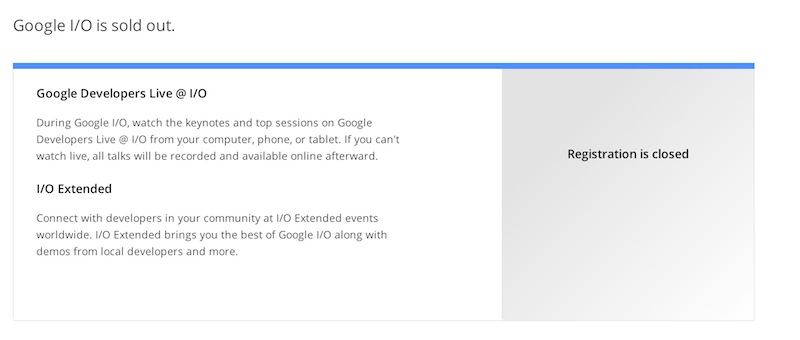 Google I/O is sold out.
Google Developers Live @ I/O
During Google I/O, watch the keynotes and top sessions on Google
Developers Live @ I/O from your computer, phone, or tablet. If you can't
watch live, all talks will be recorded and available online afterward.
I/O Extended
Connect with developers in your community at I/O Extended events
worldwide. I/O Extended brings you the best of Google I/O along with
demos from local developers and more.
Registration is closed